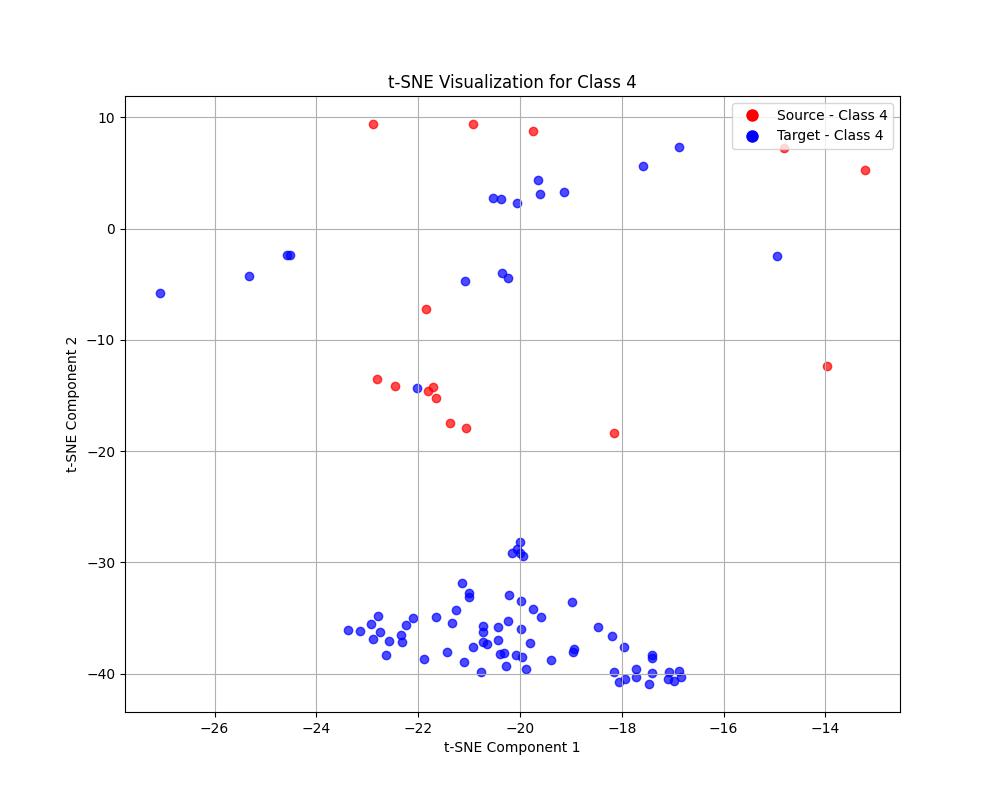 t-SNE Visualization for Class 4
Source - Class 4
Target - Class 4
10
0
−10
−20
−30
−40
t-SNE Component 2
−26
−24
−22
−20
−18
−16
−14
t-SNE Component 1